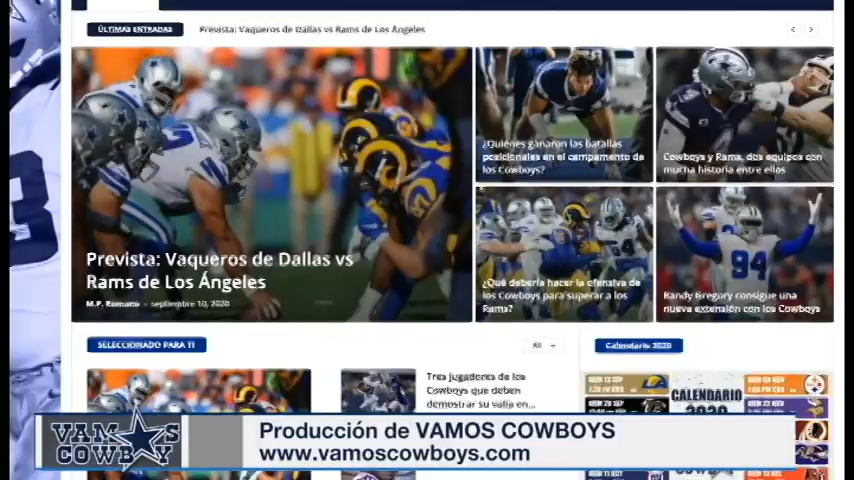 ÚLTIMAS ENTRADAS
Prevista: Vaqueros de Dallas vs Rams de Los Ángeles
¿Quiénes ganaron las batallas
posicionales en el campamento de
los Cowboys?
Cowboys y Rams, dos equipos con
mucha historia entre ellos
Prevista: Vaqueros de Dallas vs
Rams de Los Ángeles
M.P. Romano - septiembre 10, 2020
¿Qué debería hacer la ofensiva de
los Cowboys para superar a los
Rams?
94
Randy Gregory consigue una
nueva extensión con los Cowboys
SELECCIONADO PARA TI
All
Calendario 2020
Tres jugadores de los
Cowboys que deben
demostrar su valía en...
CALENDARIO
2020
VAMOS
COWBOY
Producción de VAMOS COWBOYS
www.vamoscowboys.com